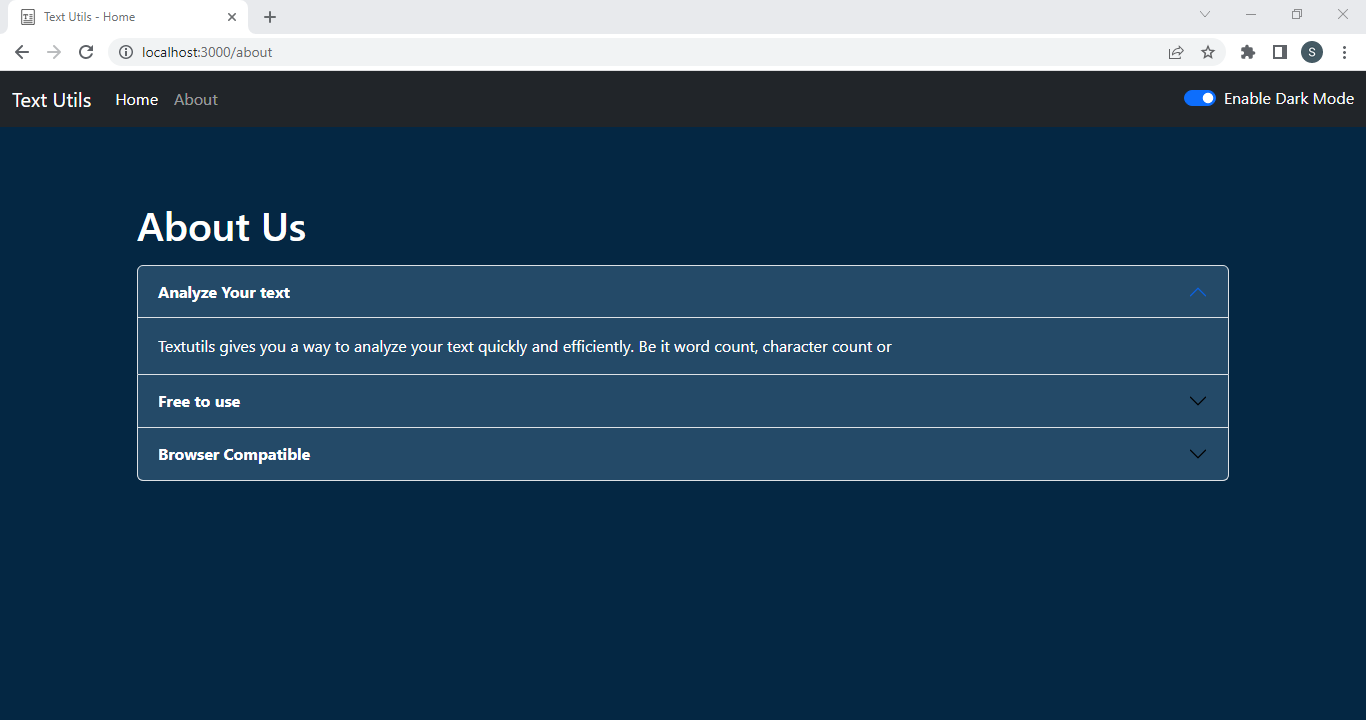 Text Utils - Home
localhost:3000/about
S
Text Utils Home About Enable Dark Mode
About Us
Analyze Your text
Textutils gives you a way to analyze your text quickly and efficiently. Be it word count, character count or
Free to use
Browser Compatible